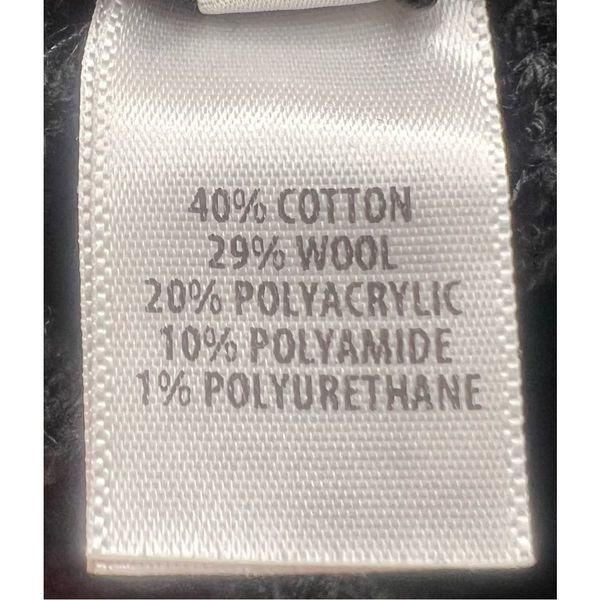 40% COTTON
29% WOOL
20% POLYACRYLIC
10% POLYAMIDE
1% POLYURETHANE